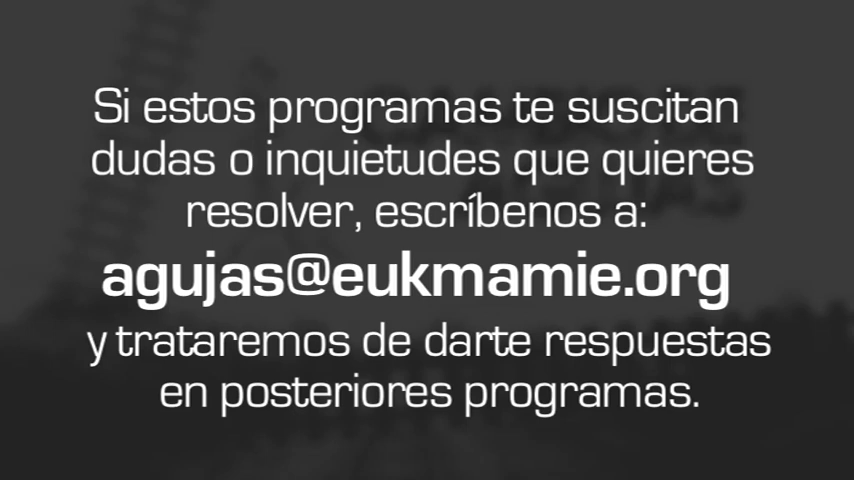 Si estos programas te suscitan
dudas o inquietudes que quieres
resolver, escríbenos a:
agujas@eukmamie.org
y trataremos de darte respuestas
en posteriores programas.